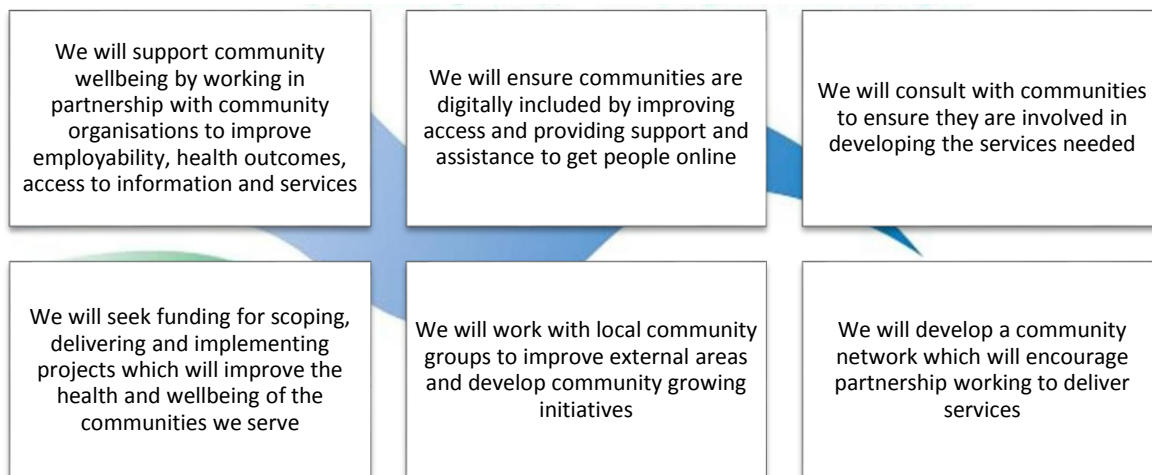 We will support community
wellbeing by working in
partnership with community
organisations to improve
employability, health outcomes,
access to information and services
We will ensure communities are
digitally included by improving
access and providing support and
assistance to get people online
We will consult with communities
to ensure they are involved in
developing the services needed
We will seek funding for scoping,
delivering and implementing
projects which will improve the
health and wellbeing of the
communities we serve
We will work with local community
groups to improve external areas
and develop community growing
initiatives
We will develop a community
network which will encourage
partnership working to deliver
services